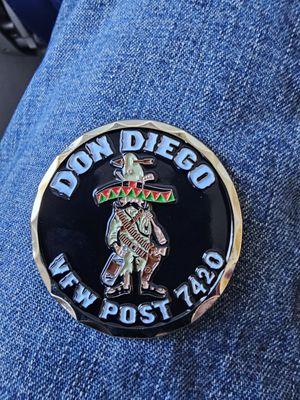 DON DIEGO
VFW POST 7420